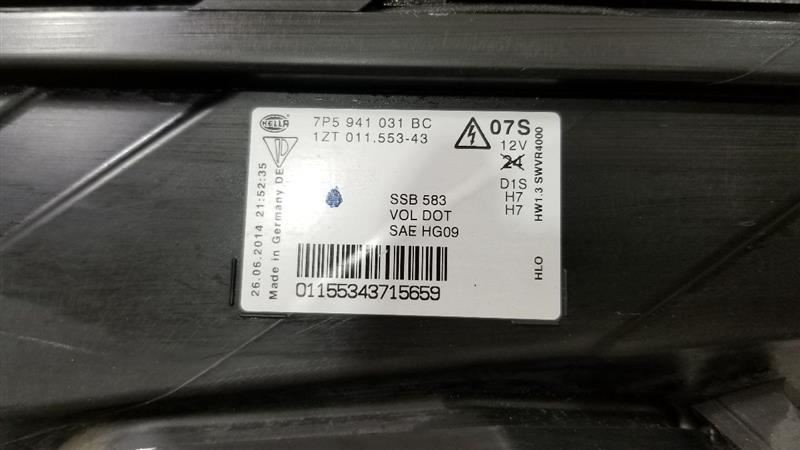 HELLA
7P5 941 031 BC
1ZT 011.553-43
07S
12V
24
D1S
H7
H7
HW1.3 SWVR4000
HLO
SSB 583
VOL DOT
SAE HG09
26.06.2014 21:52:35
Made in Germany DE
01155343715659